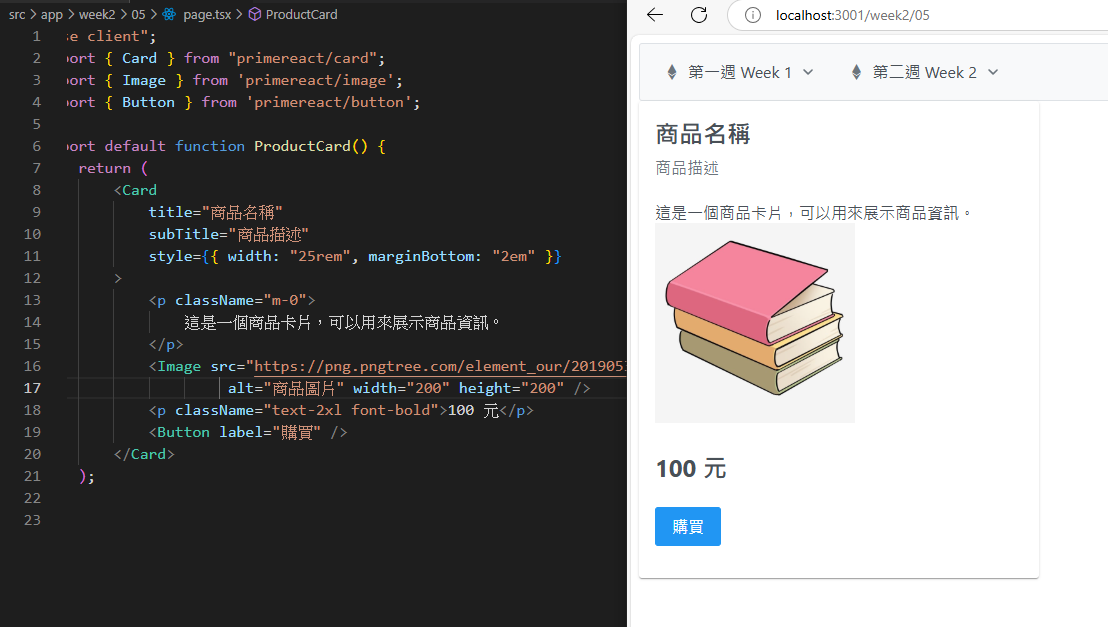 src > app > week2 > 05 > page.tsx > ProductCard
1 se client";
2 port { Card } from "primereact/card";
3 port { Image } from 'primereact/image';
4 port { Button } from 'primereact/button';
5
6 port default function ProductCard() {
7 return (
8 <Card
9 title="商品名稱"
10 subTitle="商品描述"
11 style={{ width: "25rem", marginBottom: "2em" }}
12 >
13 <p className="m-0">
14 這是一個商品卡片，可以用來展示商品資訊。
15 </p>
16 <Image src="https://png.pngtree.com/element_our/201905
17 alt="商品圖片" width="200" height="200" />
18 <p className="text-2xl font-bold">100 元</p>
19 <Button label="購買" />
20 </Card>
21 );
22
23
localhost:3001/week2/05
第一週 Week 1
第二週 Week 2
商品名稱
商品描述
這是一個商品卡片，可以用來展示商品資訊。
100 元
購買